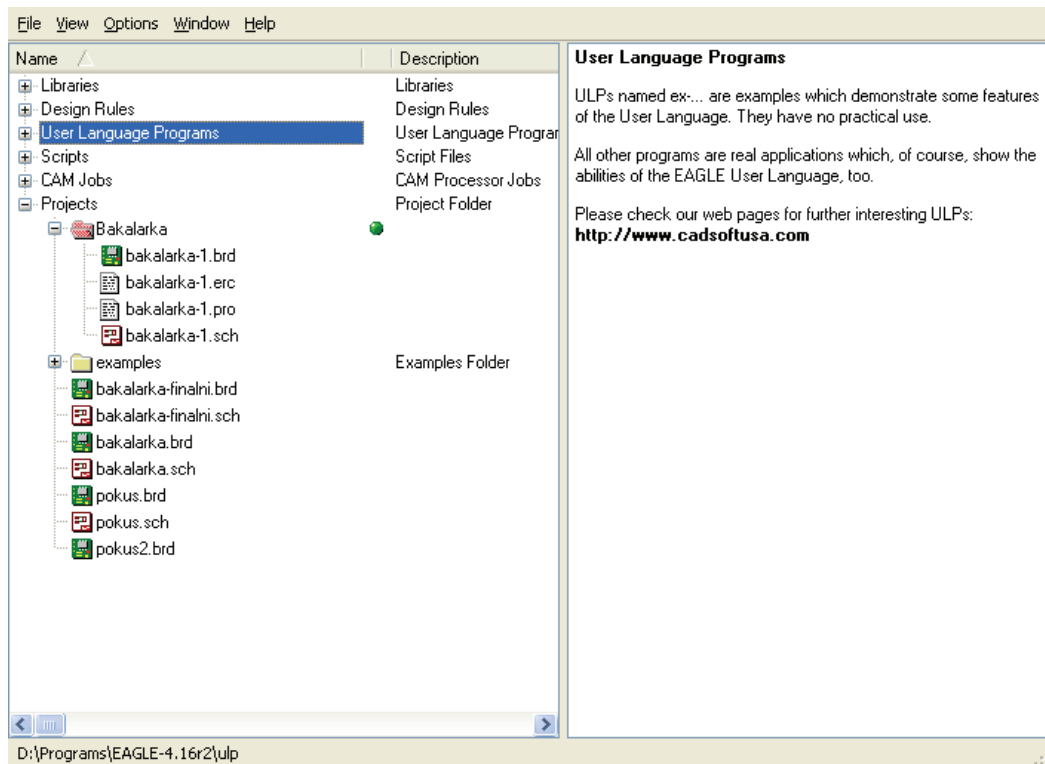 File View Options Window Help
Name Description
Libraries Libraries
Design Rules Design Rules
User Language Programs User Language Progran
Scripts Script Files
CAM Jobs CAM Processor Jobs
Projects Project Folder
Bakalarka
bakalarka-1.brd
bakalarka-1.erc
bakalarka-1.pro
bakalarka-1.sch
examples Examples Folder
bakalarka-finalni.brd
bakalarka-finalni.sch
bakalarka.brd
bakalarka.sch
pokus.brd
pokus.sch
pokus2.brd
User Language Programs
ULPs named ex-... are examples which demonstrate some features
of the User Language. They have no practical use.
All other programs are real applications which, of course, show the
abilities of the EAGLE User Language, too.
Please check our web pages for further interesting ULPs:
http://www.cadsoftusa.com
D:\Programs\EAGLE-4.16r2\ulp